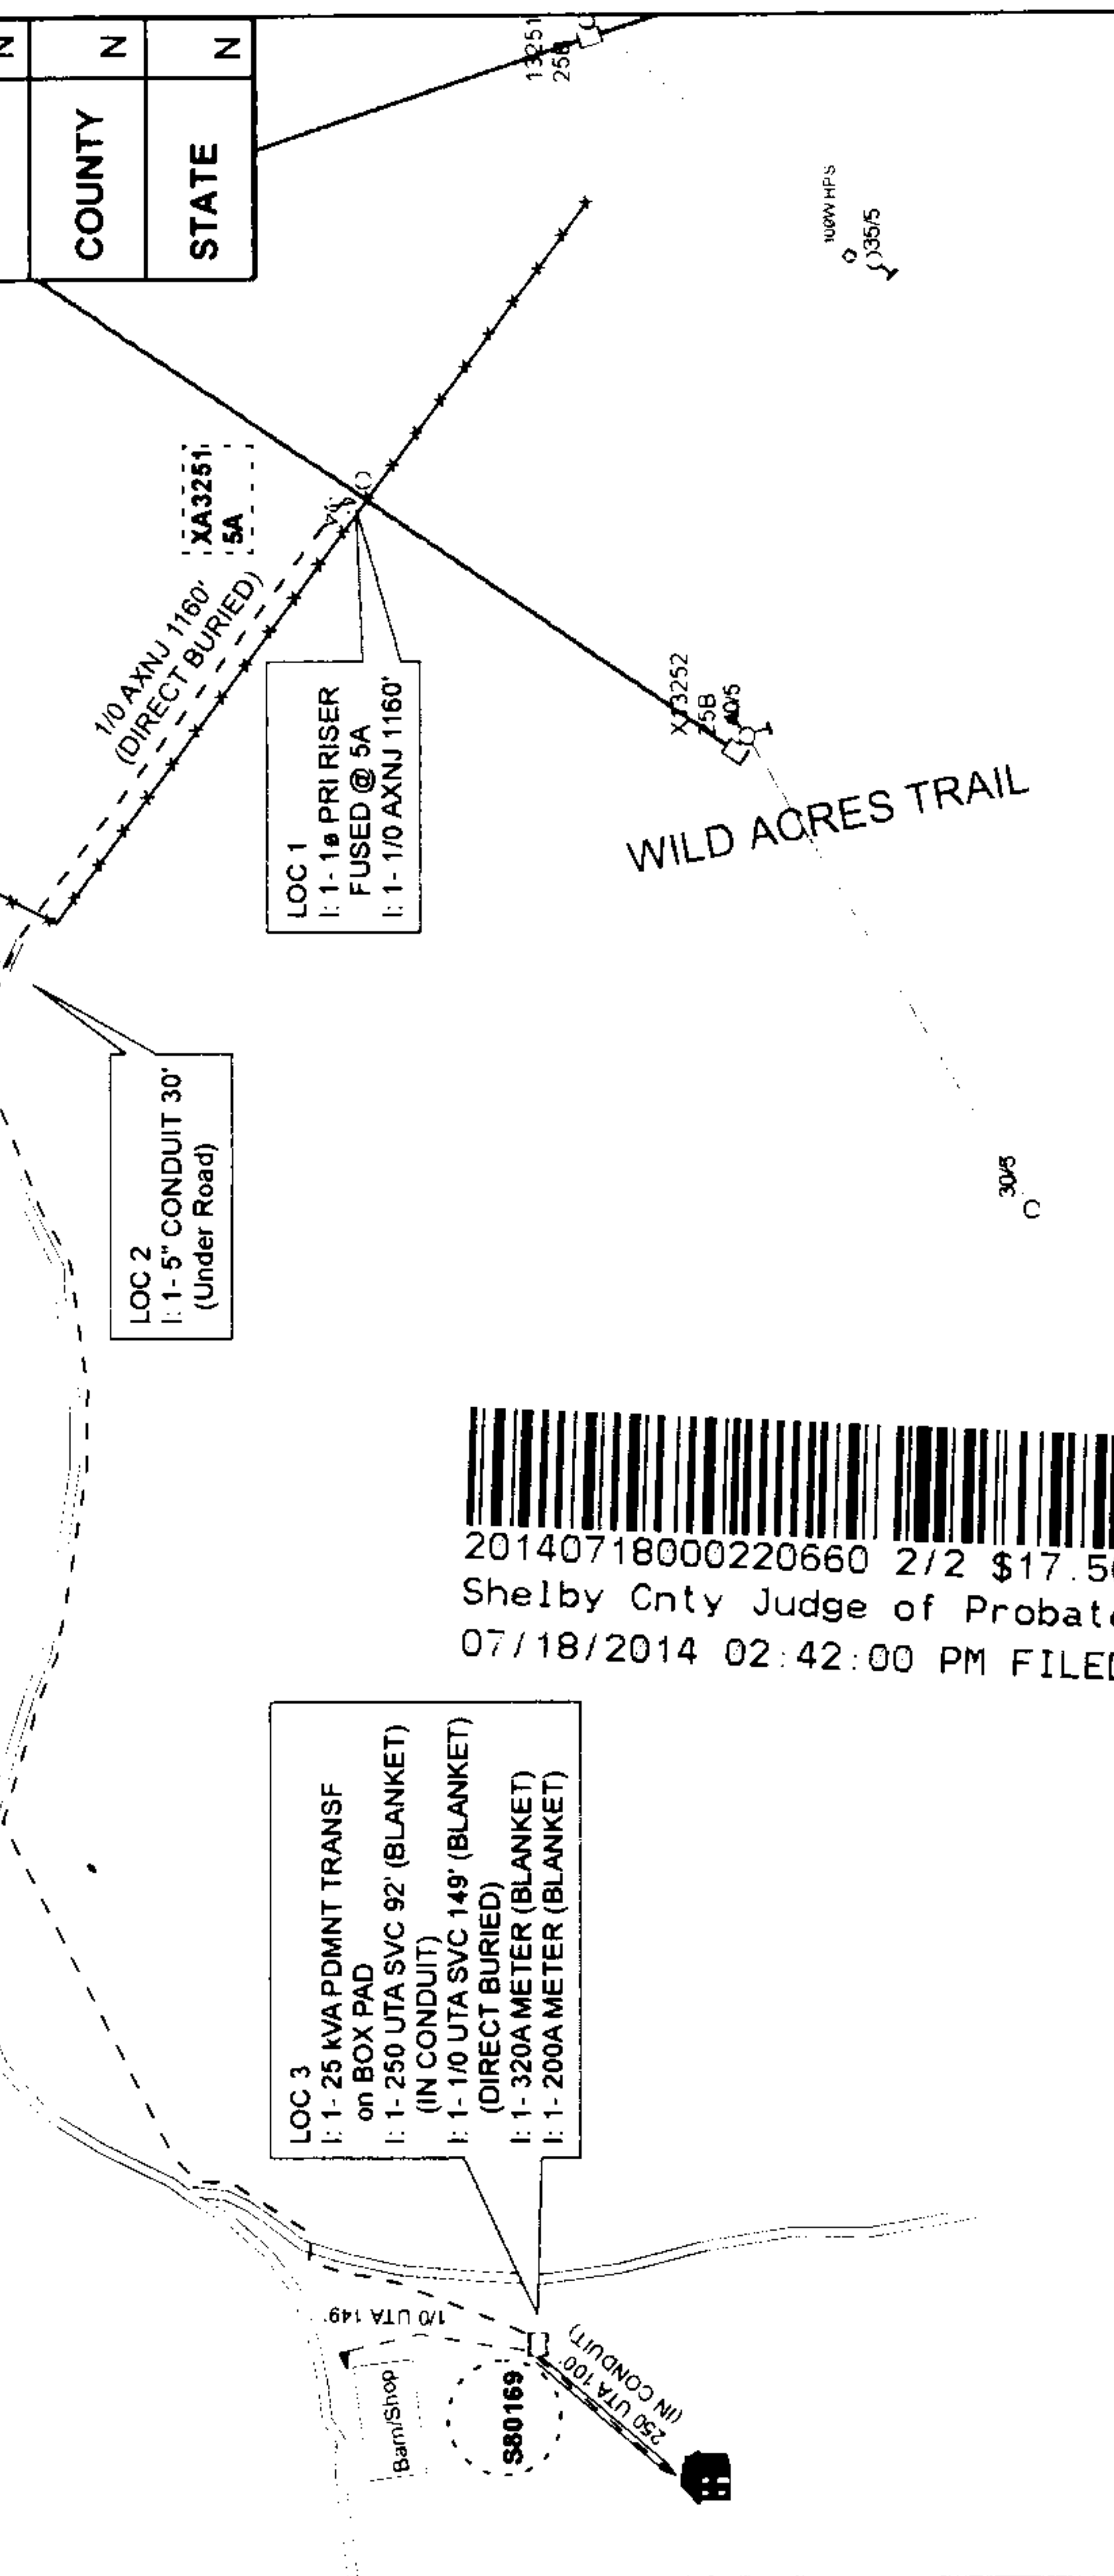 N
COUNTY N
STATE N
13251
25B
100W HPS
35/5
XA3251
5A
1/0 AXNJ 1160'
(DIRECT BURIED)
LOC 1
I: 1- 1ø PRI RISER
FUSED @ 5A
I: 1- 1/0 AXNJ 1160'
40/5
WILD ACRES TRAIL
LOC 2
I: 1- 5" CONDUIT 30'
(Under Road)
30/5
20140718000220660 2/2 $17.50
Shelby Cnty Judge of Probate
07/18/2014 02:42:00 PM FILED
LOC 3
I: 1- 25 kVA PDMNT TRANSF
on BOX PAD
I: 1- 250 UTA SVC 92' (BLANKET)
(IN CONDUIT)
I: 1- 1/0 UTA SVC 149' (BLANKET)
(DIRECT BURIED)
I: 1- 320A METER (BLANKET)
I: 1- 200A METER (BLANKET)
1/0 UTA 149'
Barn/Shop
S80169
250 UTA 100'
(IN CONDUIT)